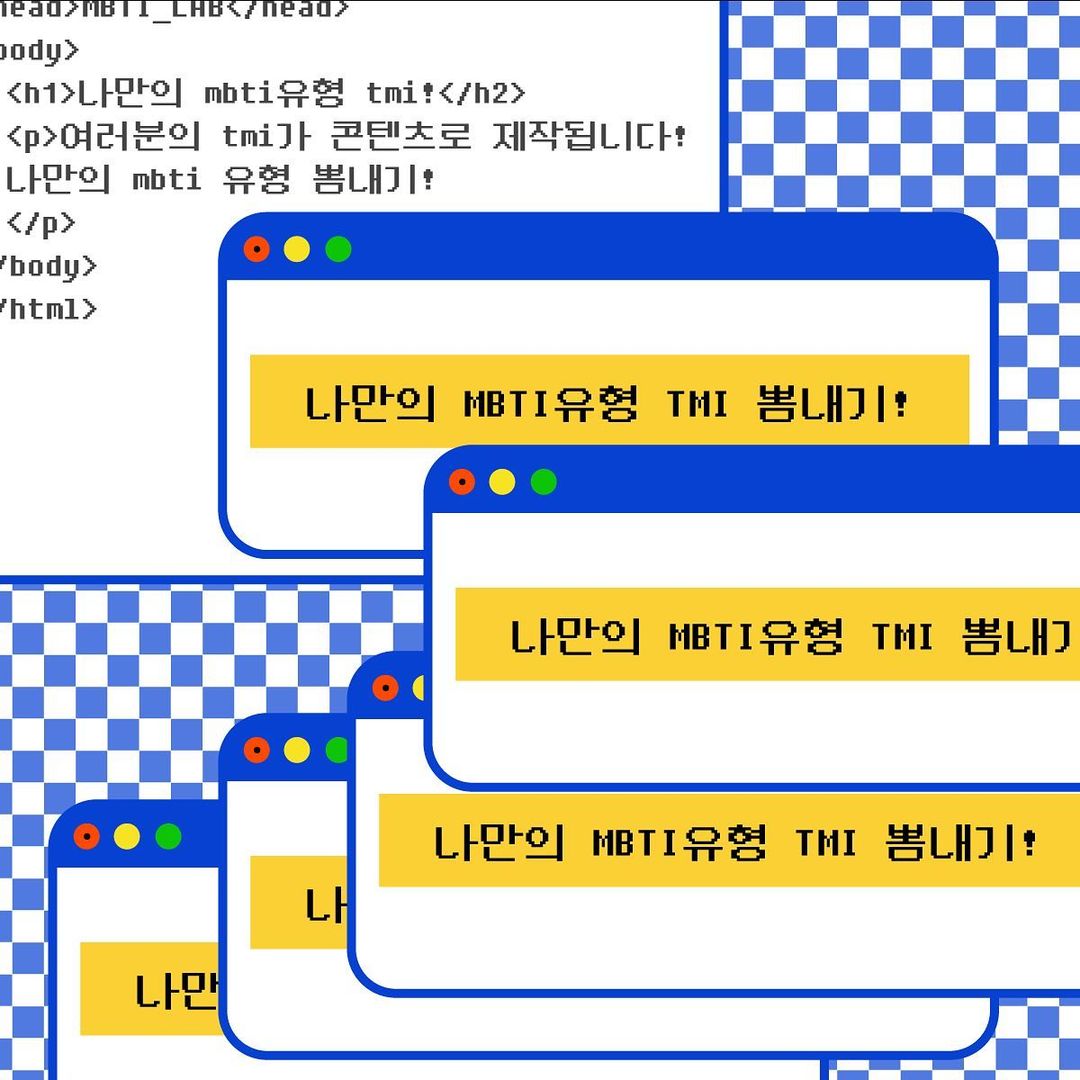 head>MBTI_LAB</head>
body>
<h1>나만의 mbti유형 tmi!</h2>
<p>여러분의 tmi가 콘텐츠로 제작됩니다!
나만의 mbti 유형 뽐내기!
</p>
/body>
/html>
나만의 MBTI유형 TMI 뽐내기!
나만의 MBTI유형 TMI 뽐내기
나만의 MBTI유형 TMI 뽐내기!
나
나만